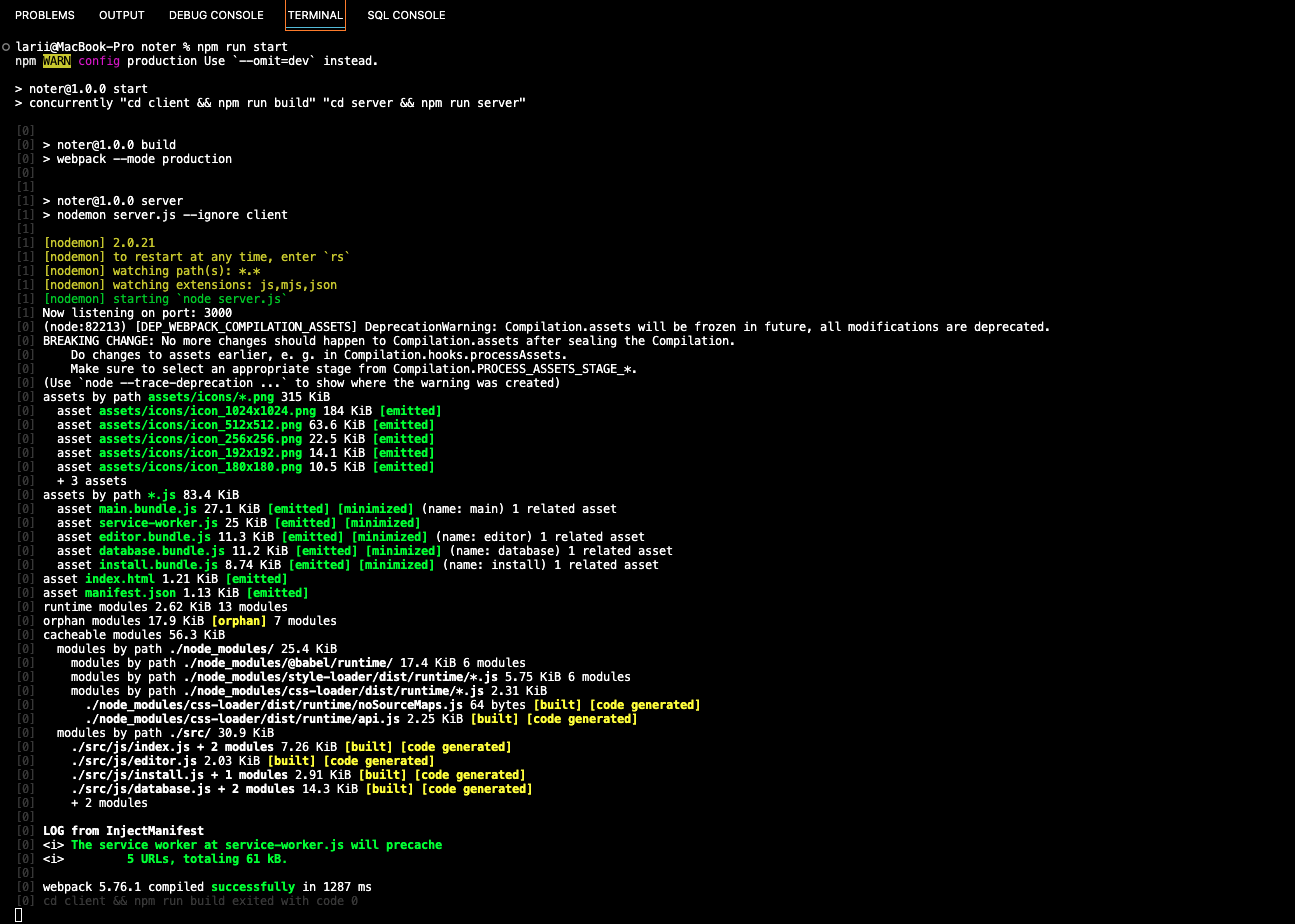 PROBLEMS OUTPUT DEBUG CONSOLE TERMINAL SQL CONSOLE
larii@MacBook-Pro noter % npm run start
npm WARN config production Use `--omit=dev` instead.
> noter@1.0.0 start
> concurrently "cd client && npm run build" "cd server && npm run server"
[0]
[0] > noter@1.0.0 build
[0] > webpack --mode production
[0]
[1]
[1] > noter@1.0.0 server
[1] > nodemon server.js --ignore client
[1]
[1] [nodemon] 2.0.21
[1] [nodemon] to restart at any time, enter `rs`
[1] [nodemon] watching path(s): *.*
[1] [nodemon] watching extensions: js,mjs,json
[1] [nodemon] starting `node server.js`
[1] Now listening on port: 3000
[0] (node:82213) [DEP_WEBPACK_COMPILATION_ASSETS] DeprecationWarning: Compilation.assets will be frozen in future, all modifications are deprecated.
[0] BREAKING CHANGE: No more changes should happen to Compilation.assets after sealing the Compilation.
[0]     Do changes to assets earlier, e. g. in Compilation.hooks.processAssets.
[0]     Make sure to select an appropriate stage from Compilation.PROCESS_ASSETS_STAGE_*.
[0] (Use `node --trace-deprecation ...` to show where the warning was created)
[0] assets by path assets/icons/*.png 315 KiB
[0]   asset assets/icons/icon_1024x1024.png 184 KiB [emitted]
[0]   asset assets/icons/icon_512x512.png 63.6 KiB [emitted]
[0]   asset assets/icons/icon_256x256.png 22.5 KiB [emitted]
[0]   asset assets/icons/icon_192x192.png 14.1 KiB [emitted]
[0]   asset assets/icons/icon_180x180.png 10.5 KiB [emitted]
[0]   + 3 assets
[0] assets by path *.js 83.4 KiB
[0]   asset main.bundle.js 27.1 KiB [emitted] [minimized] (name: main) 1 related asset
[0]   asset service-worker.js 25 KiB [emitted] [minimized]
[0]   asset editor.bundle.js 11.3 KiB [emitted] [minimized] (name: editor) 1 related asset
[0]   asset database.bundle.js 11.2 KiB [emitted] [minimized] (name: database) 1 related asset
[0]   asset install.bundle.js 8.74 KiB [emitted] [minimized] (name: install) 1 related asset
[0] asset index.html 1.21 KiB [emitted]
[0] asset manifest.json 1.13 KiB [emitted]
[0] runtime modules 2.62 KiB 13 modules
[0] orphan modules 17.9 KiB [orphan] 7 modules
[0] cacheable modules 56.3 KiB
[0]   modules by path ./node_modules/ 25.4 KiB
[0]     modules by path ./node_modules/@babel/runtime/ 17.4 KiB 6 modules
[0]     modules by path ./node_modules/style-loader/dist/runtime/*.js 5.75 KiB 6 modules
[0]     modules by path ./node_modules/css-loader/dist/runtime/*.js 2.31 KiB
[0]       ./node_modules/css-loader/dist/runtime/noSourceMaps.js 64 bytes [built] [code generated]
[0]       ./node_modules/css-loader/dist/runtime/api.js 2.25 KiB [built] [code generated]
[0]   modules by path ./src/ 30.9 KiB
[0]     ./src/js/index.js + 2 modules 7.26 KiB [built] [code generated]
[0]     ./src/js/editor.js 2.03 KiB [built] [code generated]
[0]     ./src/js/install.js + 1 modules 2.91 KiB [built] [code generated]
[0]     ./src/js/database.js + 2 modules 14.3 KiB [built] [code generated]
[0]     + 2 modules
[0]
[0] LOG from InjectManifest
[0] <i> The service worker at service-worker.js will precache
[0] <i>         5 URLs, totaling 61 kB.
[0]
[0] webpack 5.76.1 compiled successfully in 1287 ms
[0] cd client && npm run build exited with code 0